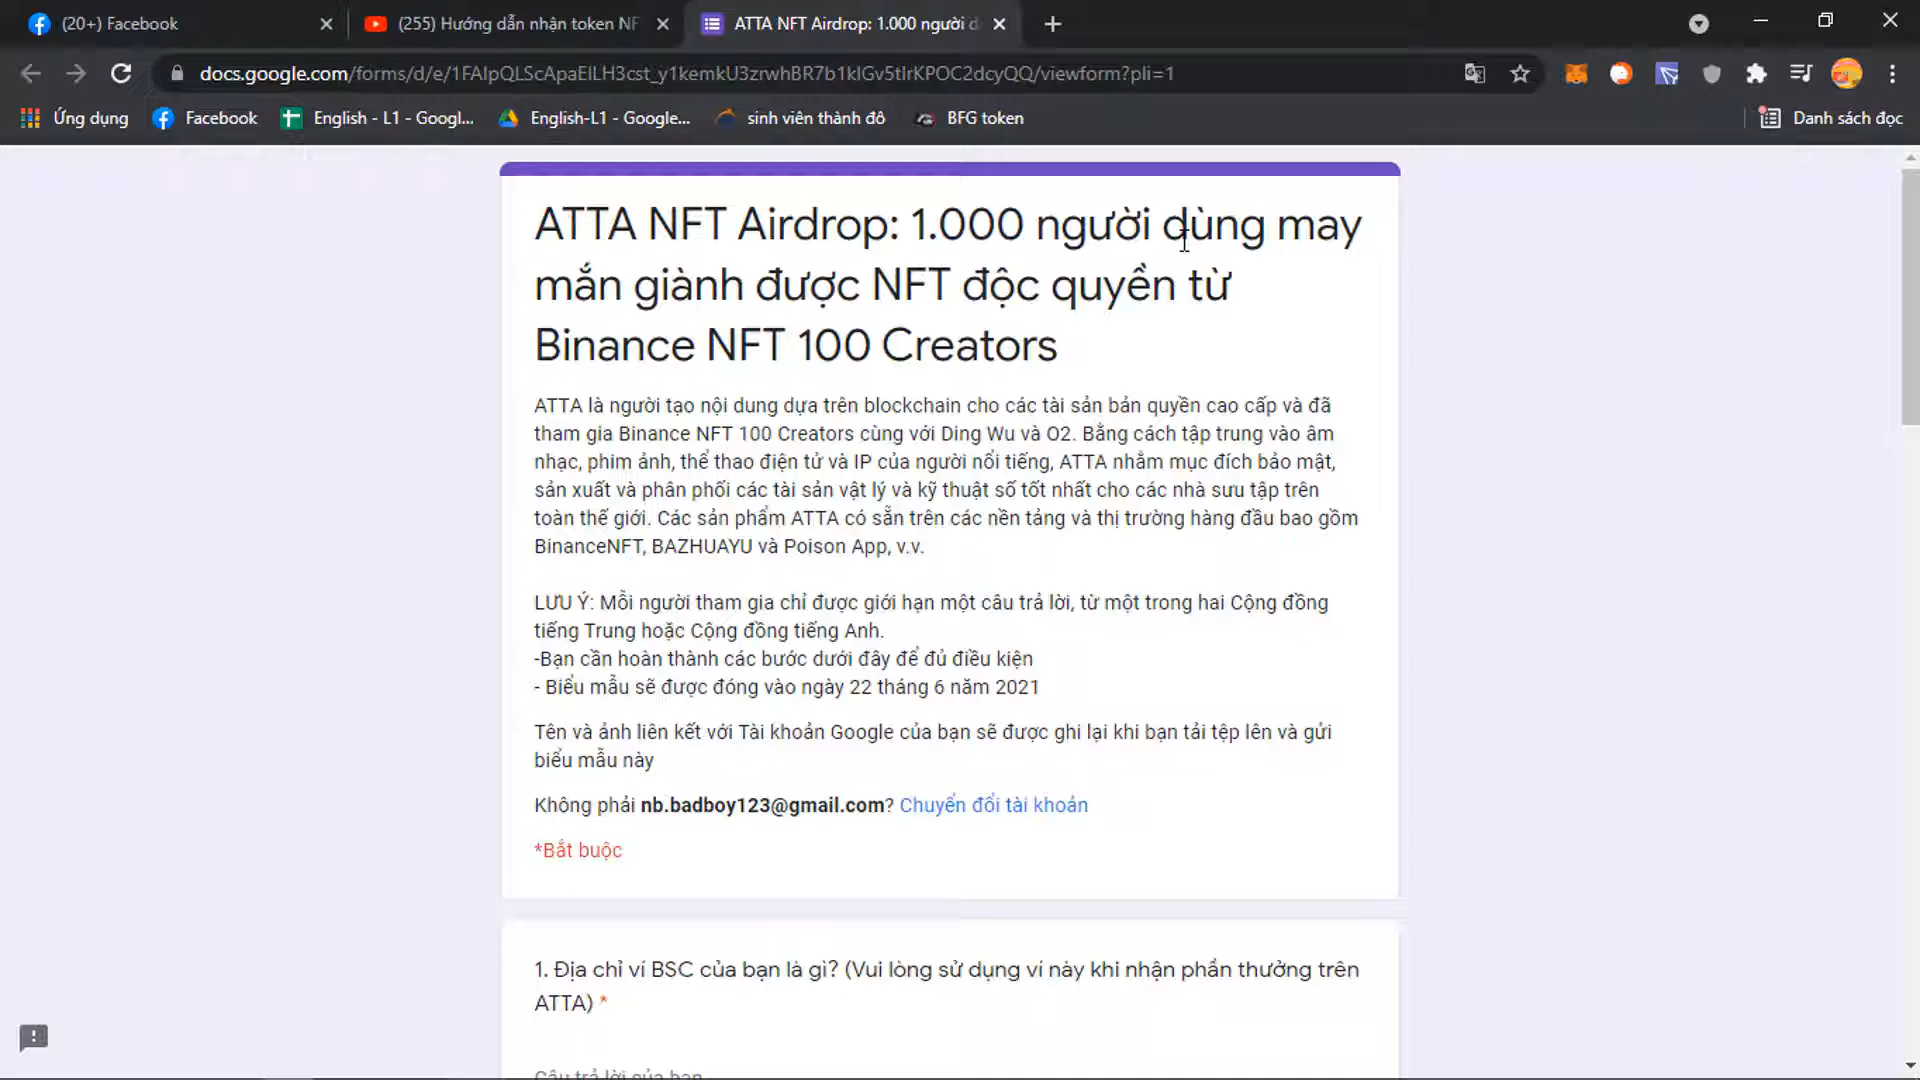 (20+) Facebook
(255) Hướng dẫn nhận token NF
ATTA NFT Airdrop: 1.000 người d
docs.google.com/forms/d/e/1FAIpQLScApaEILH3cst_y1kemkU3zrwhBR7b1kIGv5tIrKPOC2dcyQQ/viewform?pli=1
Ứng dụng
Facebook
English - L1 - Googl...
English-L1 - Google...
sinh viên thành đô
BFG token
Danh sách đọc
ATTA NFT Airdrop: 1.000 người dùng may
mắn giành được NFT độc quyền từ
Binance NFT 100 Creators
ATTA là người tạo nội dung dựa trên blockchain cho các tài sản bản quyền cao cấp và đã
tham gia Binance NFT 100 Creators cùng với Ding Wu và O2. Bằng cách tập trung vào âm
nhạc, phim ảnh, thể thao điện tử và IP của người nổi tiếng, ATTA nhằm mục đích bảo mật,
sản xuất và phân phối các tài sản vật lý và kỹ thuật số tốt nhất cho các nhà sưu tập trên
toàn thế giới. Các sản phẩm ATTA có sẵn trên các nền tảng và thị trường hàng đầu bao gồm
BinanceNFT, BAZHUAYU và Poison App, v.v.
LƯU Ý: Mỗi người tham gia chỉ được giới hạn một câu trả lời, từ một trong hai Cộng đồng
tiếng Trung hoặc Cộng đồng tiếng Anh.
-Bạn cần hoàn thành các bước dưới đây để đủ điều kiện
- Biểu mẫu sẽ được đóng vào ngày 22 tháng 6 năm 2021
Tên và ảnh liên kết với Tài khoản Google của bạn sẽ được ghi lại khi bạn tải tệp lên và gửi
biểu mẫu này
Không phải nb.badboy123@gmail.com? Chuyển đổi tài khoản
*Bắt buộc
1. Địa chỉ ví BSC của bạn là gì? (Vui lòng sử dụng ví này khi nhận phần thưởng trên
ATTA) *
Câu trả lời của bạn